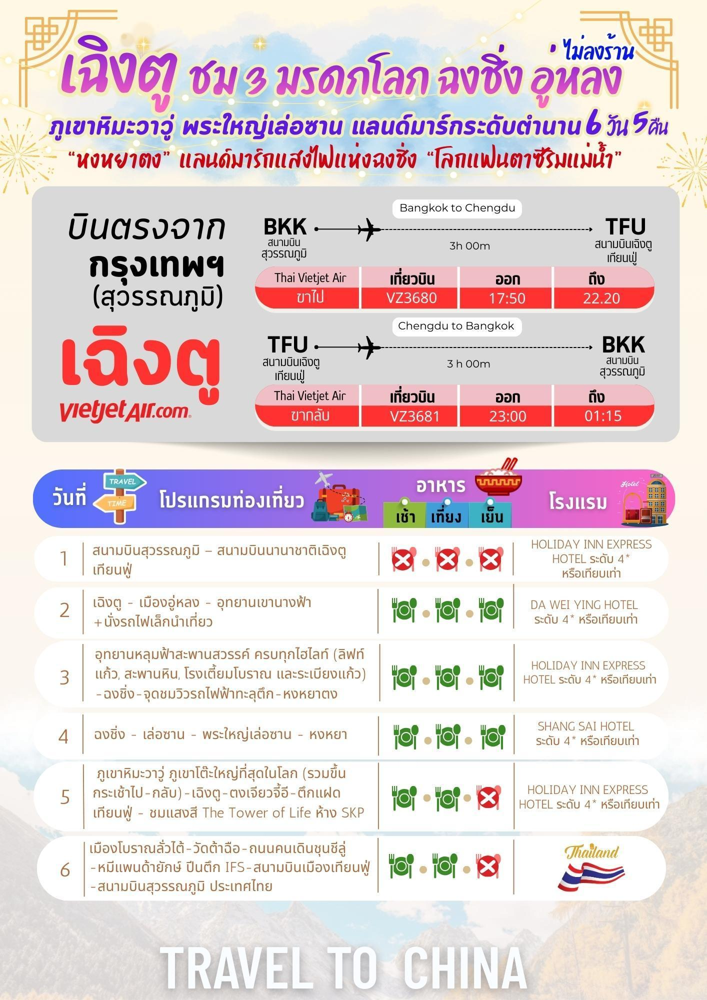 ไม่ลงร้าน
เฉิงตู ชม 3 มรดกโลก ฉงชิ่ง อู่หลง
ภูเขาหิมะวาวู่ พระใหญ่เล่อซาน แลนด์มาร์กระดับตำนาน 6 วัน 5 คืน
“หงหยาตง” แลนด์มาร์กแสงไฟแห่งฉงชิ่ง “โลกแฟนตาซีริมแม่น้ำ”
บินตรงจาก
กรุงเทพฯ
(สุวรรณภูมิ)
เฉิงตู
vietjetAir.com
Bangkok to Chengdu
BKK
สนามบิน
สุวรรณภูมิ
3h 00m
TFU
สนามบินเฉิงตู
เทียนฟู่
Thai Vietjet Air เที่ยวบิน ออก ถึง
ขาไป VZ3680 17:50 22.20
Chengdu to Bangkok
TFU
สนามบินเฉิงตู
เทียนฟู่
3 h 00m
BKK
สนามบิน
สุวรรณภูมิ
Thai Vietjet Air เที่ยวบิน ออก ถึง
ขากลับ VZ3681 23:00 01:15
วันที่
TRAVEL
TIME
โปรแกรมท่องเที่ยว
อาหาร
เช้า เที่ยง เย็น
โรงแรม
Hotel
1
สนามบินสุวรรณภูมิ – สนามบินนานาชาติเฉิงตู
เทียนฟู่
HOLIDAY INN EXPRESS
HOTEL ระดับ 4*
หรือเทียบเท่า
2
เฉิงตู - เมืองอู่หลง - อุทยานเขานางฟ้า
+นั่งรถไฟเล็กนำเที่ยว
DA WEI YING HOTEL
ระดับ 4* หรือเทียบเท่า
3
อุทยานหลุมฟ้าสะพานสวรรค์ ครบทุกไฮไลท์ (ลิฟท์
แก้ว, สะพานหิน, โรงเตี้ยมโบราณ และระเบียงแก้ว)
-ฉงชิ่ง-จุดชมวิวรถไฟฟ้าทะลุตึก-หงหยาตง
HOLIDAY INN EXPRESS
HOTEL ระดับ 4* หรือเทียบเท่า
4
ฉงชิ่ง - เล่อซาน - พระใหญ่เล่อซาน - หงหยา
SHANG SAI HOTEL
ระดับ 4* หรือเทียบเท่า
5
ภูเขาหิมะวาวู่ ภูเขาโต๊ะใหญ่ที่สุดในโลก (รวมขึ้น
กระเช้าไป-กลับ)-เฉิงตู-ตงเจียวจี้อี-ตึกแฝด
เทียนฟู่ - ชมแสงสี The Tower of Life ห้าง SKP
HOLIDAY INN EXPRESS
HOTEL ระดับ 4* หรือเทียบเท่า
6
เมืองโบราณลั่วไต้-วัดต้าฉือ-ถนนคนเดินชุนชีลู่
-หมีแพนด้ายักษ์ ปีนตึก IFS-สนามบินเมืองเทียนฟู่
-สนามบินสุวรรณภูมิ ประเทศไทย
Thailand
TRAVEL TO CHINA